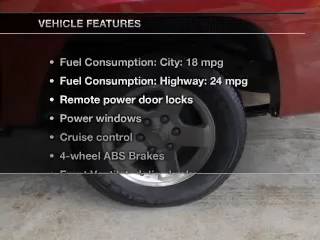 VEHICLE FEATURES
• Fuel Consumption: City: 18 mpg
• Fuel Consumption: Highway: 24 mpg
• Remote power door locks
• Power windows
• Cruise control
• 4-wheel ABS Brakes